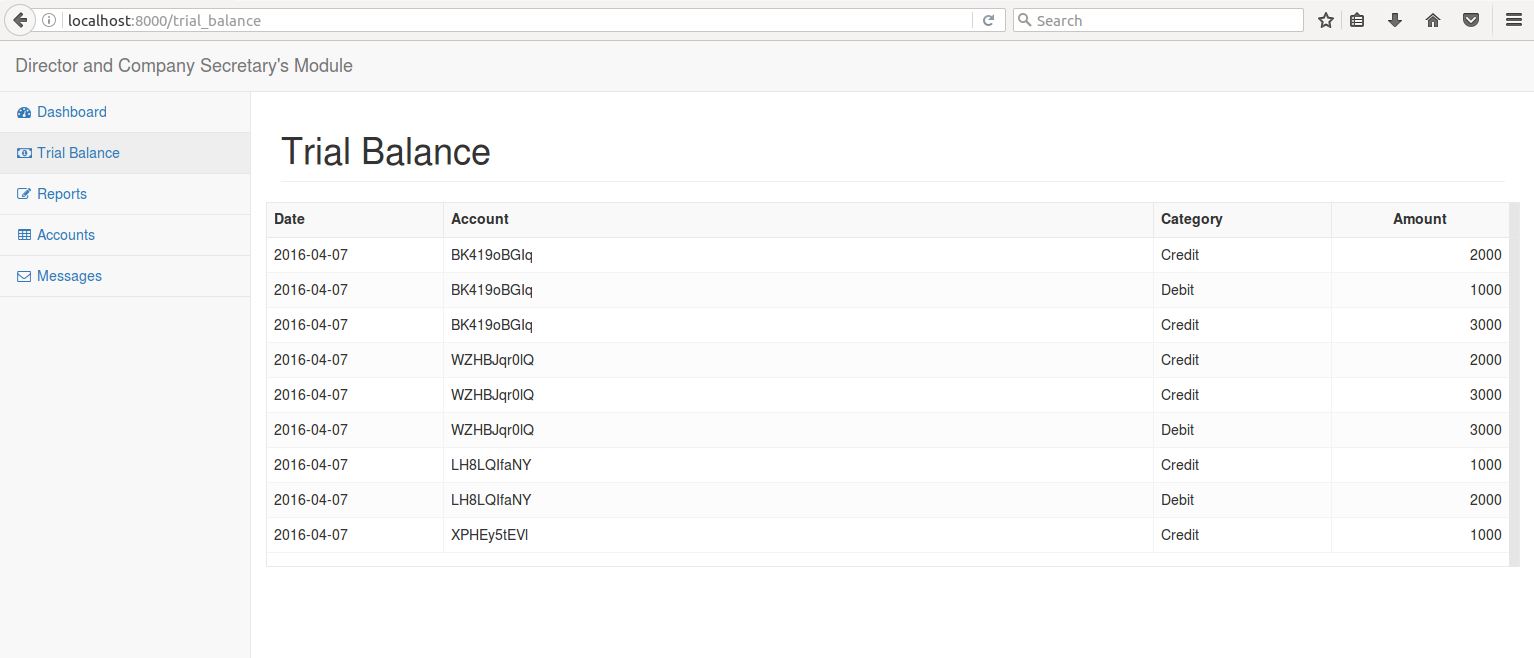 localhost:8000/trial_balance
Search
Director and Company Secretary's Module
Dashboard
Trial Balance
Reports
Accounts
Messages
Trial Balance
Date Account Category Amount
2016-04-07 BK419oBGIq Credit 2000
2016-04-07 BK419oBGIq Debit 1000
2016-04-07 BK419oBGIq Credit 3000
2016-04-07 WZHBJqr0lQ Credit 2000
2016-04-07 WZHBJqr0lQ Credit 3000
2016-04-07 WZHBJqr0lQ Debit 3000
2016-04-07 LH8LQIfaNY Credit 1000
2016-04-07 LH8LQIfaNY Debit 2000
2016-04-07 XPHEy5tEVl Credit 1000